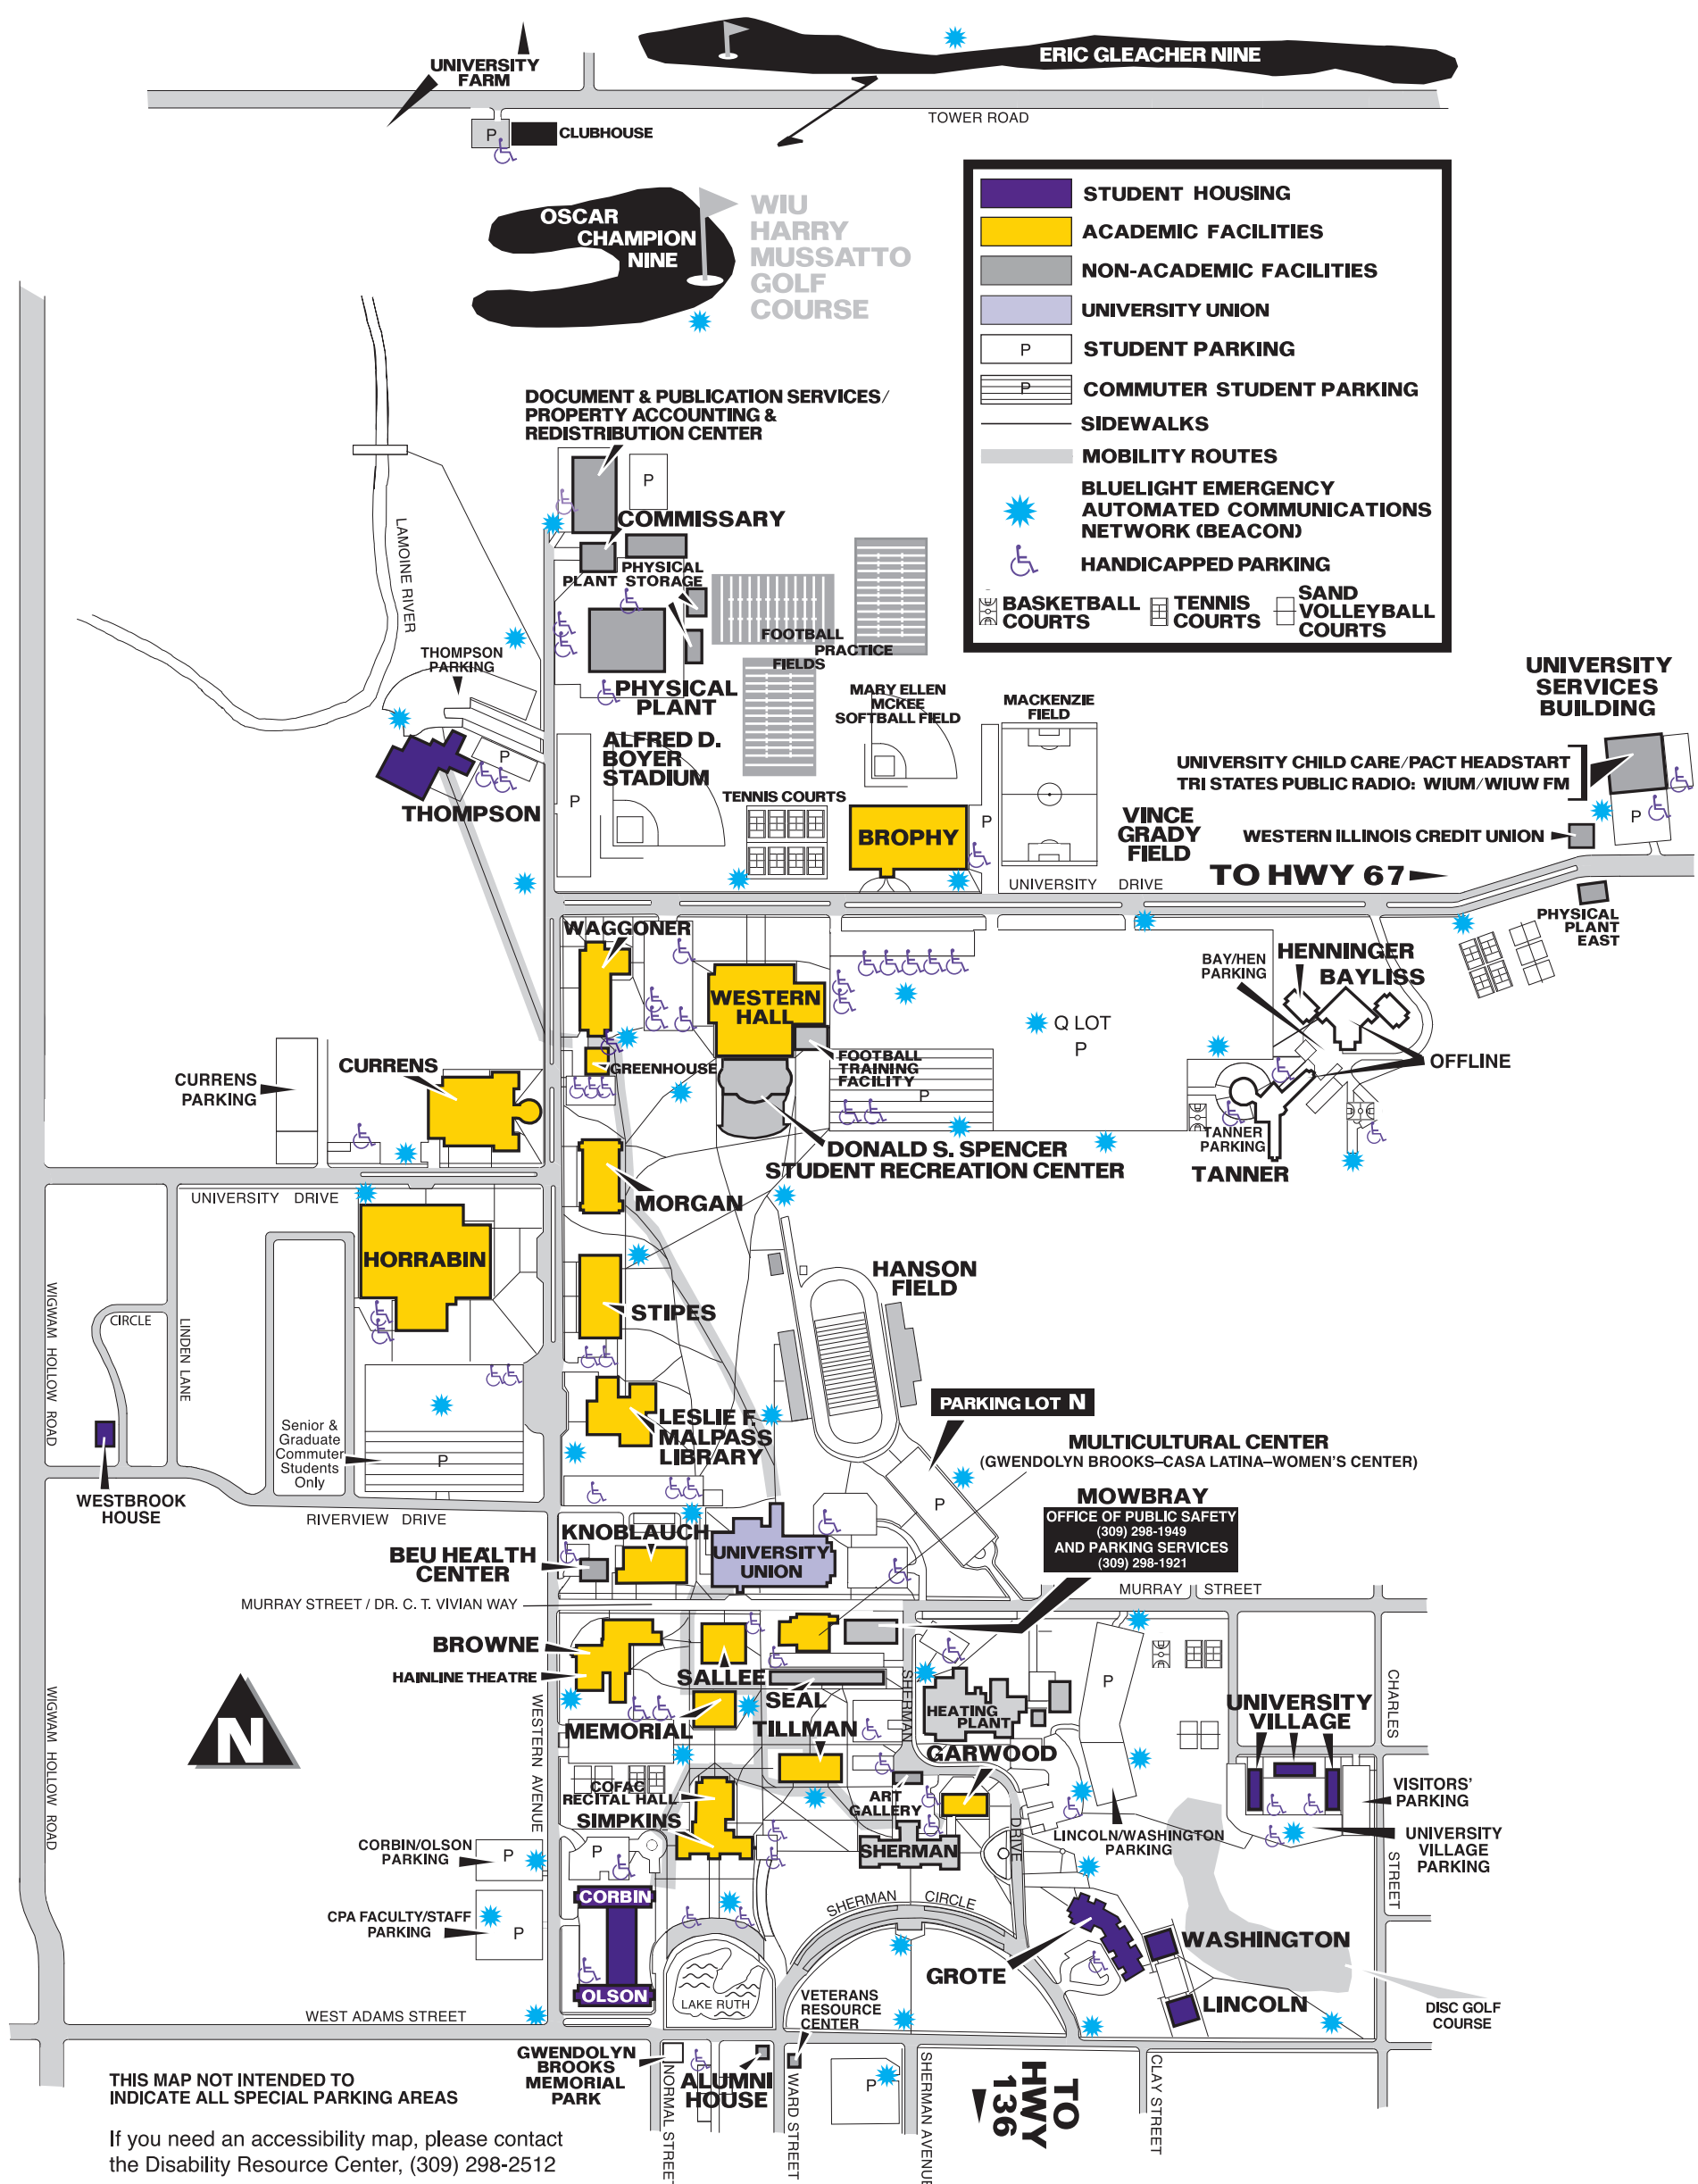 UNIVERSITY
FARM
ERIC GLEACHER NINE
TOWER ROAD
P
CLUBHOUSE
OSCAR
CHAMPION
NINE
WIU
HARRY
MUSSATTO
GOLF
COURSE
STUDENT HOUSING
ACADEMIC FACILITIES
NON-ACADEMIC FACILITIES
UNIVERSITY UNION
P
STUDENT PARKING
P
COMMUTER STUDENT PARKING
SIDEWALKS
MOBILITY ROUTES
BLUELIGHT EMERGENCY
AUTOMATED COMMUNICATIONS
NETWORK (BEACON)
HANDICAPPED PARKING
BASKETBALL
COURTS
TENNIS
COURTS
SAND
VOLLEYBALL
COURTS
DOCUMENT & PUBLICATION SERVICES/
PROPERTY ACCOUNTING &
REDISTRIBUTION CENTER
P
COMMISSARY
PHYSICAL
PLANT STORAGE
LAMOINE RIVER
FOOTBALL
PRACTICE
FIELDS
THOMPSON
PARKING
PHYSICAL
PLANT
MARY ELLEN
MCKEE
SOFTBALL FIELD
MACKENZIE
FIELD
UNIVERSITY
SERVICES
BUILDING
ALFRED D.
BOYER
STADIUM
P
UNIVERSITY CHILD CARE/PACT HEADSTART
TRI STATES PUBLIC RADIO: WIUM/WIUW FM
THOMPSON
P
TENNIS COURTS
BROPHY
P
VINCE
GRADY
FIELD
P
WESTERN ILLINOIS CREDIT UNION
TO HWY 67
UNIVERSITY DRIVE
PHYSICAL
PLANT
EAST
WAGGONER
BAY/HEN
PARKING
HENNINGER
BAYLISS
WESTERN
HALL
Q LOT
P
OFFLINE
GREENHOUSE
FOOTBALL
TRAINING
FACILITY
P
CURRENS
CURRENS
PARKING
TANNER
PARKING
TANNER
DONALD S. SPENCER
STUDENT RECREATION CENTER
UNIVERSITY DRIVE
MORGAN
HORRABIN
HANSON
FIELD
STIPES
CIRCLE
WIGWAM HOLLOW ROAD
LINDEN LANE
PARKING LOT N
LESLIE F.
MALPASS
LIBRARY
Senior &
Graduate
Commuter
Students
Only
P
MULTICULTURAL CENTER
(GWENDOLYN BROOKS–CASA LATINA–WOMEN'S CENTER)
WESTBROOK
HOUSE
RIVERVIEW DRIVE
P
MOWBRAY
OFFICE OF PUBLIC SAFETY
(309) 298-1949
AND PARKING SERVICES
(309) 298-1921
KNOBLAUCH
BEU HEALTH
CENTER
UNIVERSITY
UNION
MURRAY STREET
MURRAY STREET / DR. C. T. VIVIAN WAY
BROWNE
HAINLINE THEATRE
SALLEE
SEAL
SHERMAN
DRIVE
P
CHARLES
STREET
N
WIGWAM HOLLOW ROAD
WESTERN AVENUE
MEMORIAL
TILLMAN
HEATING
PLANT
GARWOOD
UNIVERSITY
VILLAGE
COFAC
RECITAL HALL
SIMPKINS
ART
GALLERY
SHERMAN
LINCOLN/WASHINGTON
PARKING
VISITORS'
PARKING
UNIVERSITY
VILLAGE
PARKING
CORBIN/OLSON
PARKING
P
P
CORBIN
CPA FACULTY/STAFF
PARKING
P
SHERMAN CIRCLE
WASHINGTON
GROTE
OLSON
LAKE RUTH
VETERANS
RESOURCE
CENTER
LINCOLN
DISC GOLF
COURSE
WEST ADAMS STREET
GWENDOLYN
BROOKS
MEMORIAL
PARK
NORMAL STREET
ALUMNI
HOUSE
WARD STREET
P
SHERMAN AVENUE
TO
HWY
136
CLAY STREET
THIS MAP NOT INTENDED TO
INDICATE ALL SPECIAL PARKING AREAS
If you need an accessibility map, please contact
the Disability Resource Center, (309) 298-2512